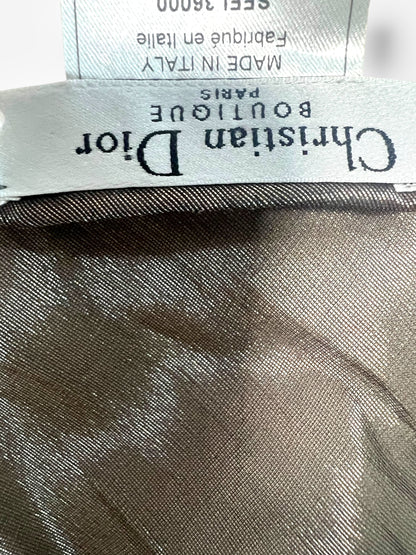 Christian Dior
BOUTIQUE
PARIS
MADE IN ITALY
Fabriqué en Italie